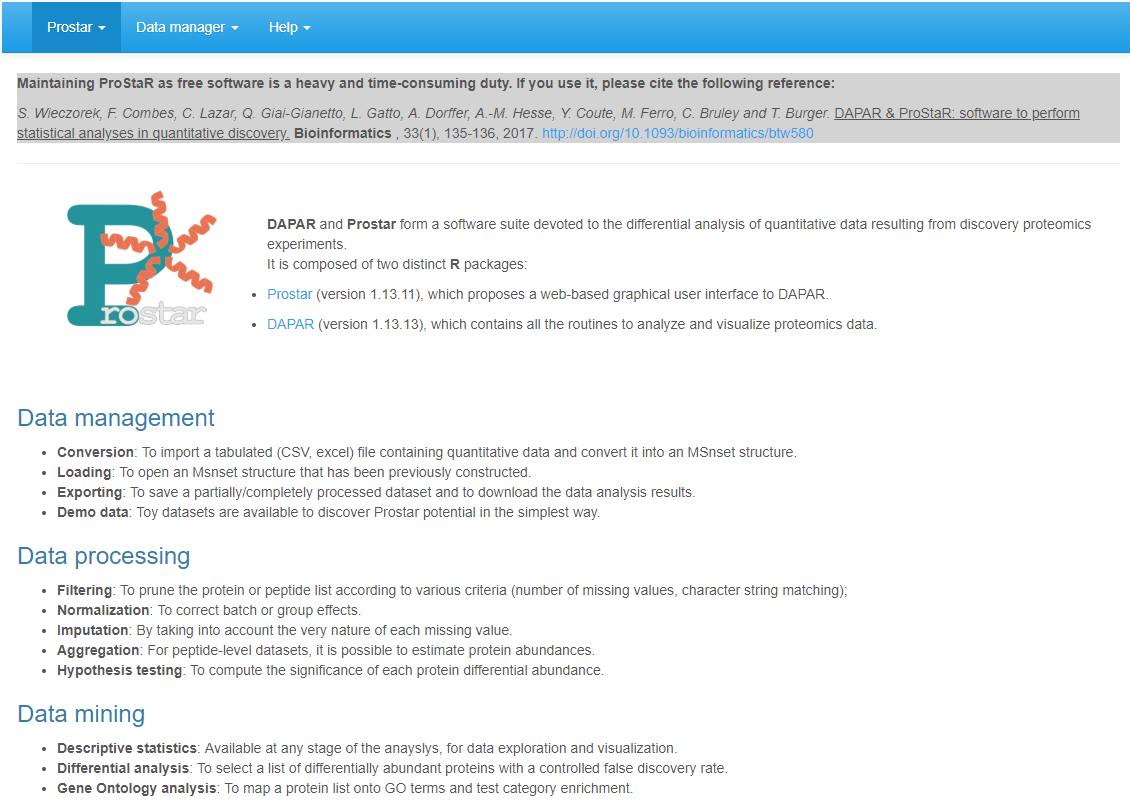 Prostar
Data manager
Help
Maintaining ProStaR as free software is a heavy and time-consuming duty. If you use it, please cite the following reference:
S. Wieczorek, F. Combes, C. Lazar, Q. Giai-Gianetto, L. Gatto, A. Dorffer, A.-M. Hesse, Y. Coute, M. Ferro, C. Bruley and T. Burger. DAPAR & ProStaR: software to perform
statistical analyses in quantitative discovery. Bioinformatics , 33(1), 135-136, 2017. http://doi.org/10.1093/bioinformatics/btw580
Prostar
DAPAR and Prostar form a software suite devoted to the differential analysis of quantitative data resulting from discovery proteomics
experiments.
It is composed of two distinct R packages:
• Prostar (version 1.13.11), which proposes a web-based graphical user interface to DAPAR.
• DAPAR (version 1.13.13), which contains all the routines to analyze and visualize proteomics data.
Data management
• Conversion: To import a tabulated (CSV, excel) file containing quantitative data and convert it into an MSnset structure.
• Loading: To open an Msnset structure that has been previously constructed.
• Exporting: To save a partially/completely processed dataset and to download the data analysis results.
• Demo data: Toy datasets are available to discover Prostar potential in the simplest way.
Data processing
• Filtering: To prune the protein or peptide list according to various criteria (number of missing values, character string matching);
• Normalization: To correct batch or group effects.
• Imputation: By taking into account the very nature of each missing value.
• Aggregation: For peptide-level datasets, it is possible to estimate protein abundances.
• Hypothesis testing: To compute the significance of each protein differential abundance.
Data mining
• Descriptive statistics: Available at any stage of the anayslys, for data exploration and visualization.
• Differential analysis: To select a list of differentially abundant proteins with a controlled false discovery rate.
• Gene Ontology analysis: To map a protein list onto GO terms and test category enrichment.